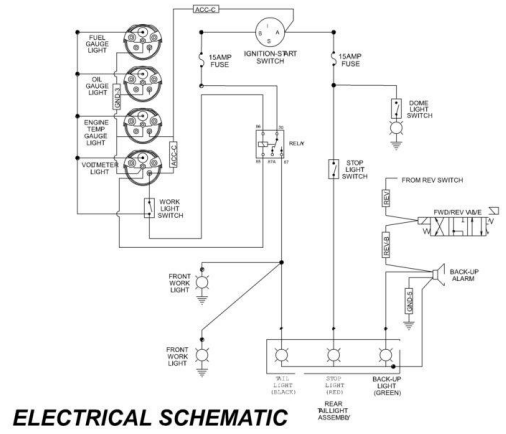 ACC-C
FUEL
GAUGE
LIGHT
OIL
GAUGE
LIGHT
GND-3
ENGINE
TEMP
GAUGE
LIGHT
VOLTMETER
LIGHT
ACC-C
WORK
LIGHT
SWITCH
I
B A
S
IGNITION-START
SWITCH
15AMP
FUSE
15AMP
FUSE
DOME
LIGHT
SWITCH
RELAY
87A
87
STOP
LIGHT
SWITCH
FROM REV SWITCH
REV
FWD/REV VALVE
REV-B
BACK-UP
ALARM
GND-5
FRONT
WORK
LIGHT
FRONT
WORK
LIGHT
TAIL
LIGHT
(BLACK)
STOP
LIGHT
(RED)
BACK-UP
LIGHT
(GREEN)
REAR
TAILLIGHT
ASSEMBLY
ELECTRICAL SCHEMATIC